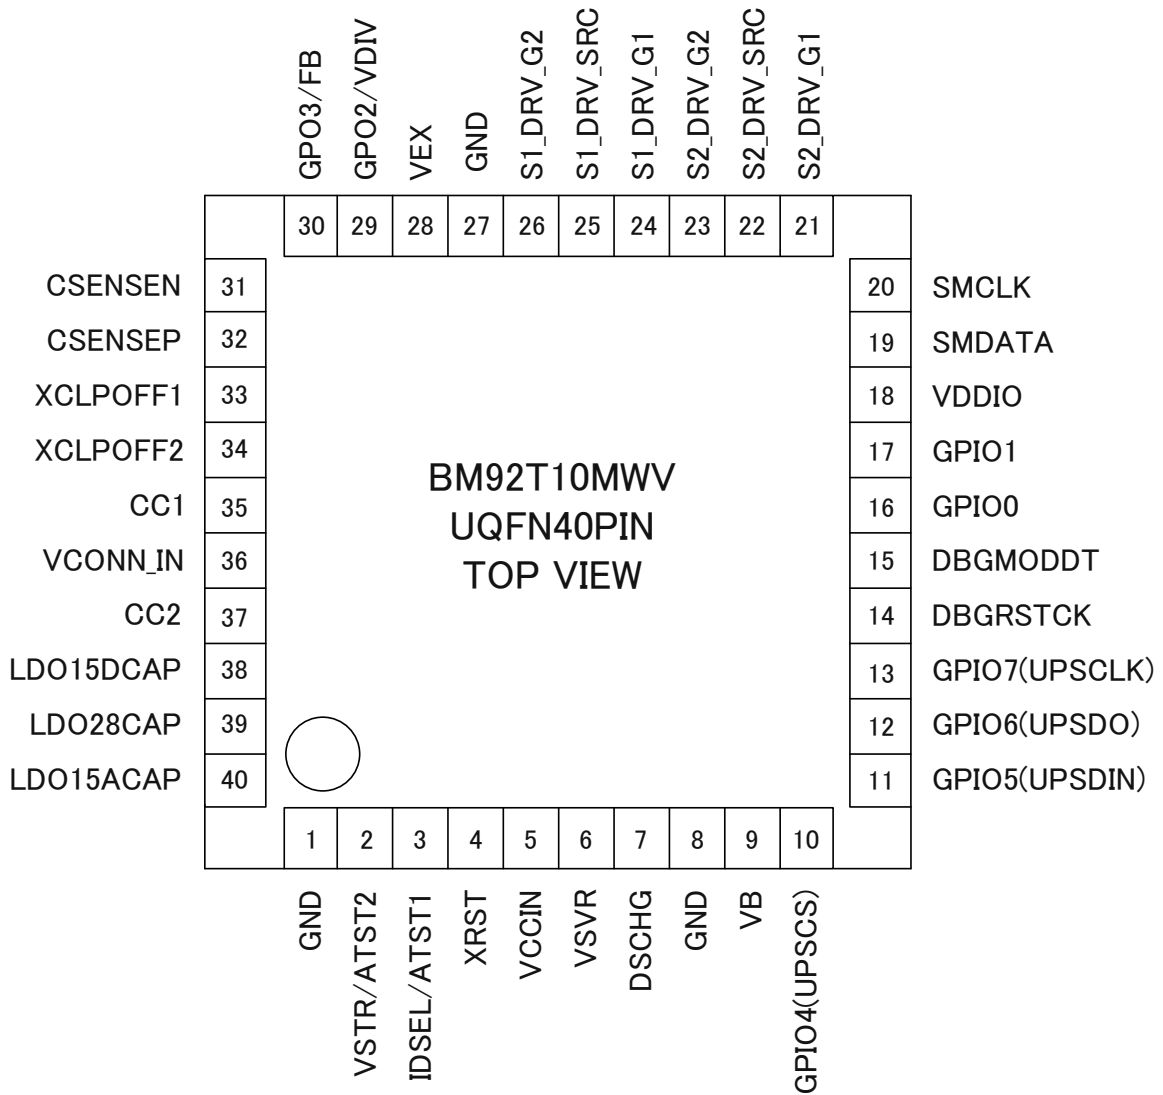 GPO3/FB
GPO2/VDIV
VEX
GND
S1_DRV_G2
S1_DRV_SRC
S1_DRV_G1
S2_DRV_G2
S2_DRV_SRC
S2_DRV_G1
30 29 28 27 26 25 24 23 22 21
CSENSEN 31
CSENSEP 32
XCLPOFF1 33
XCLPOFF2 34
CC1 35
VCONN_IN 36
CC2 37
LDO15DCAP 38
LDO28CAP 39
LDO15ACAP 40
BM92T10MWV
UQFN40PIN
TOP VIEW
20 SMCLK
19 SMDATA
18 VDDIO
17 GPIO1
16 GPIO0
15 DBGMODDT
14 DBGRSTCK
13 GPIO7(UPSCLK)
12 GPIO6(UPSDO)
11 GPIO5(UPSDIN)
1 2 3 4 5 6 7 8 9 10
GND
VSTR/ATST2
IDSEL/ATST1
XRST
VCCIN
VSVR
DSCHG
GND
VB
GPIO4(UPSCS)